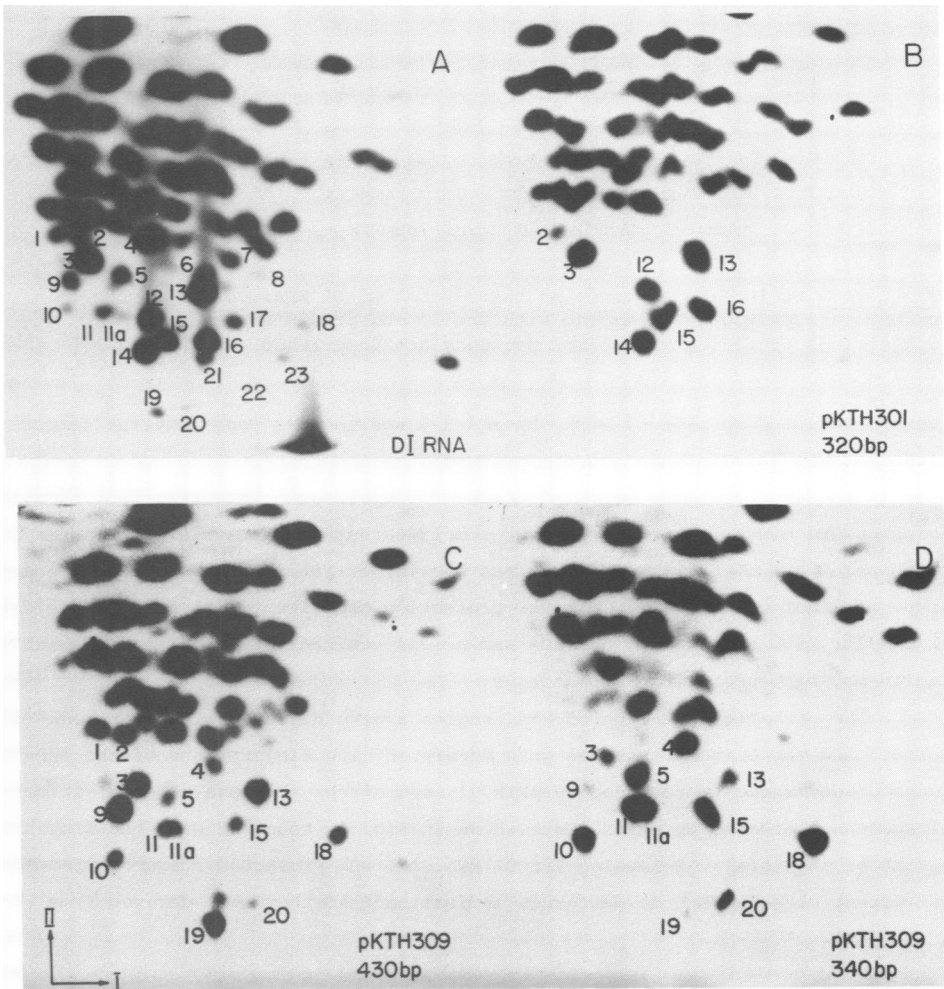 A
1 2 4 7
3 5 6 8
9 12 13
10 11 11a 15 17 18
14 16
21
19 20 22 23
DI RNA
B
2
3 12 13
16
14 15
pKTH301
320bp
C
1 2
4
3 5 13
9
11 11a 15 18
10
20
19
pKTH309
430bp
II
I
D
3 4
5 13
9
11 11a 15
10 18
20
19
pKTH309
340bp